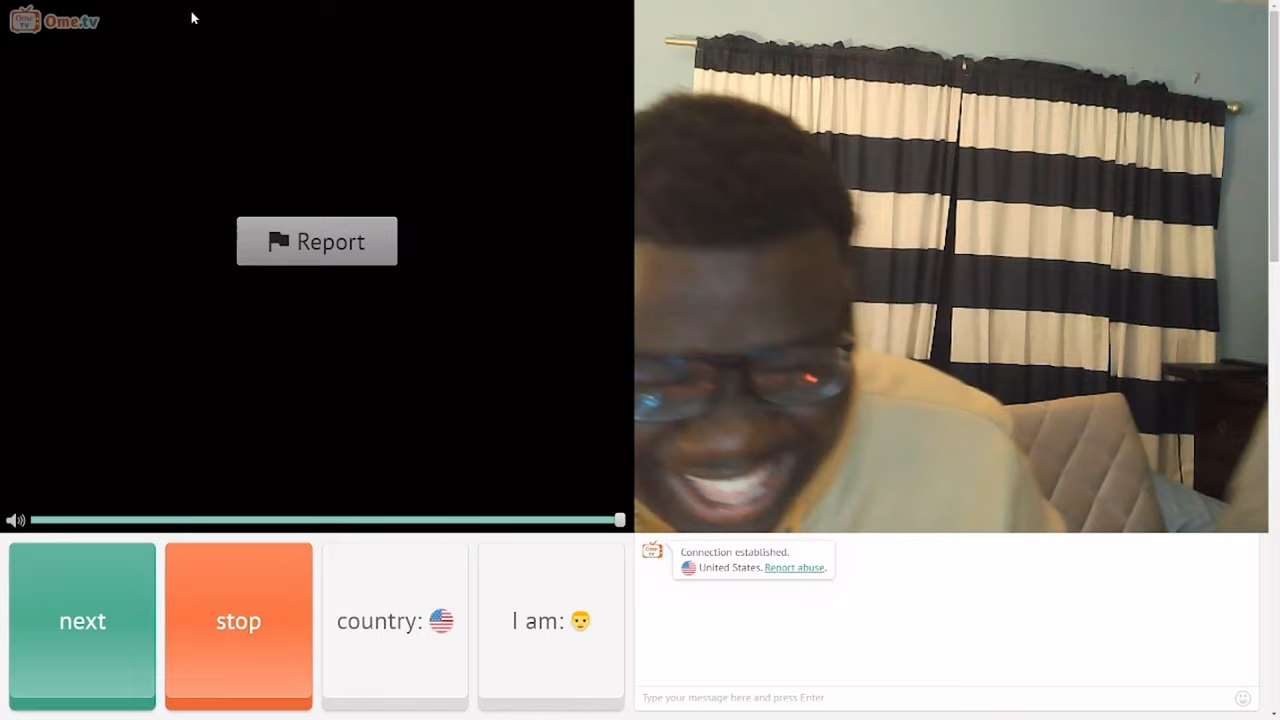 Ome.tv
Report
Connection established.
United States. Report abuse.
next
stop
country:
I am:
Type your message here and press Enter